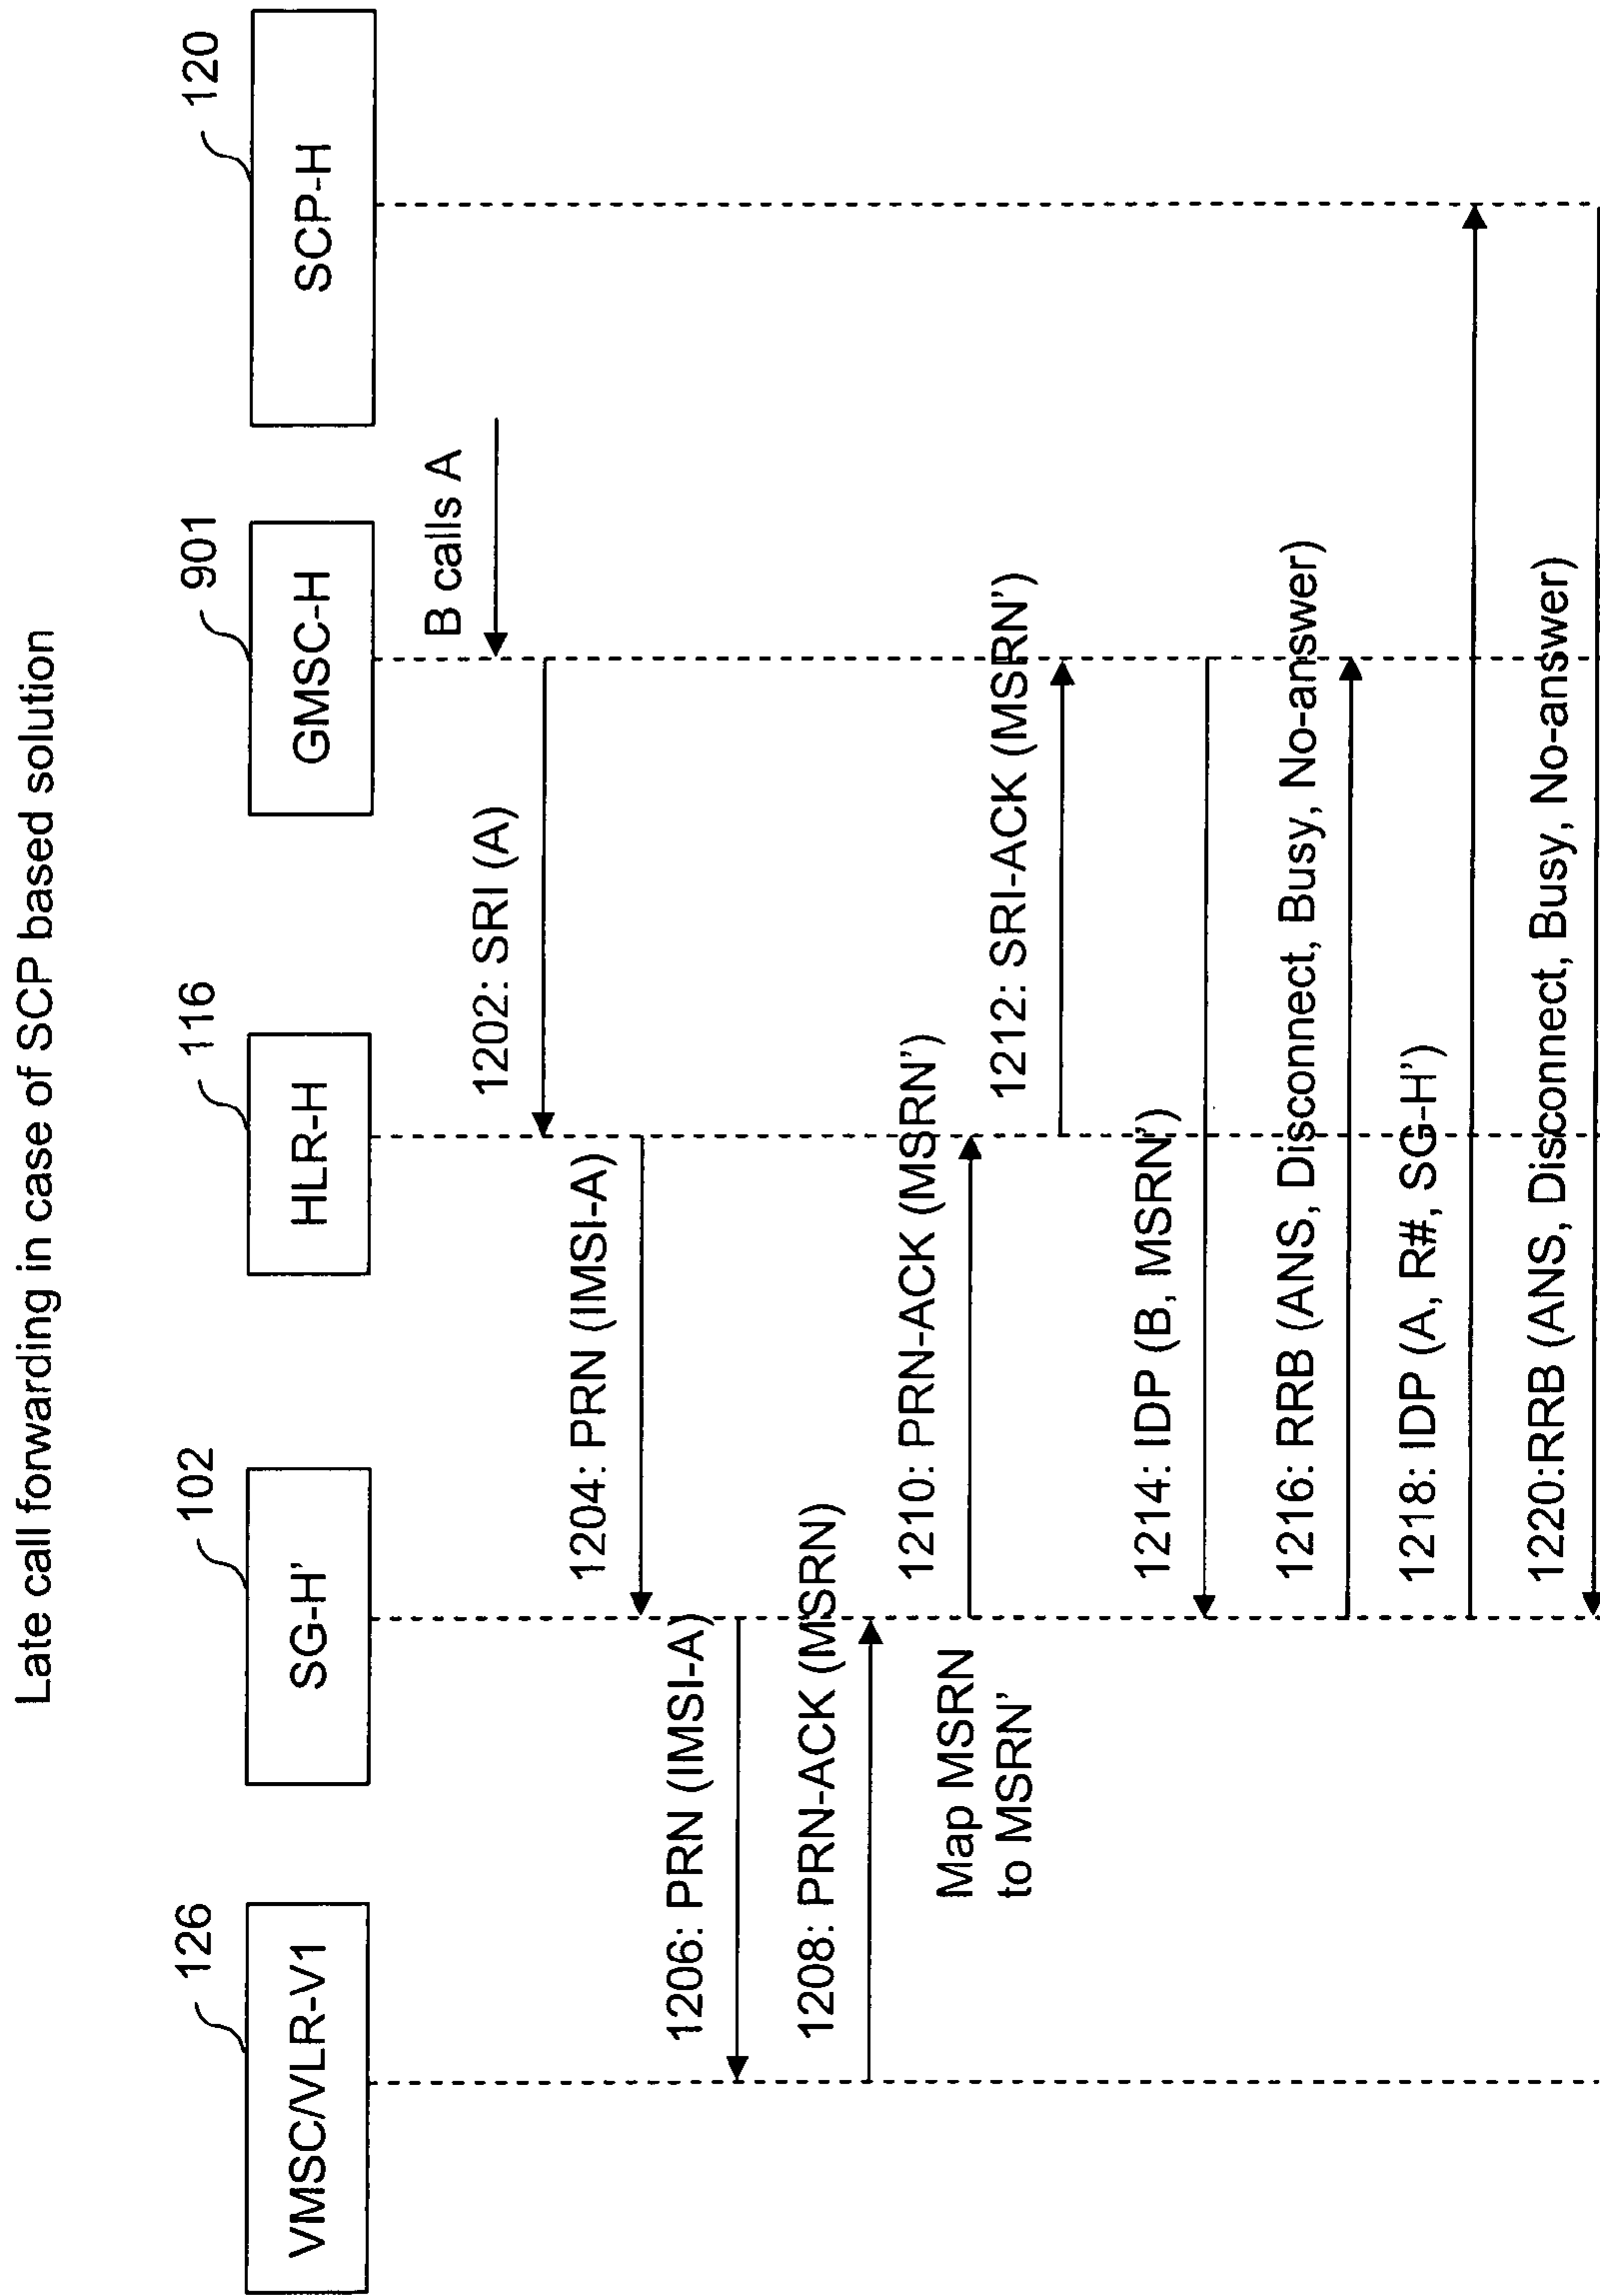 Late call forwarding in case of SCP based solution
126
102
116
901
120
VMSC/VLR-V1
SG-H'
HLR-H
GMSC-H
SCP-H
B calls A
1202: SRI (A)
1204: PRN (IMSI-A)
1206: PRN (IMSI-A)
1208: PRN-ACK (MSRN)
1210: PRN-ACK (MSRN’)
Map MSRN
to MSRN’
1212: SRI-ACK (MSRN’)
1214: IDP (B, MSRN’)
1216: RRB (ANS, Disconnect, Busy, No-answer)
1218: IDP (A, R#, SG-H’)
1220:RRB (ANS, Disconnect, Busy, No-answer)